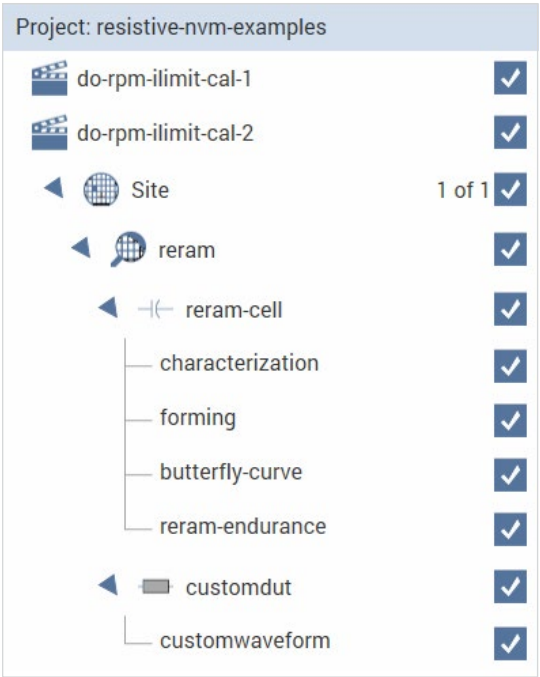 Project: resistive-nvm-examples
do-rpm-ilimit-cal-1
do-rpm-ilimit-cal-2
Site 1 of 1
reram
reram-cell
characterization
forming
butterfly-curve
reram-endurance
customdut
customwaveform